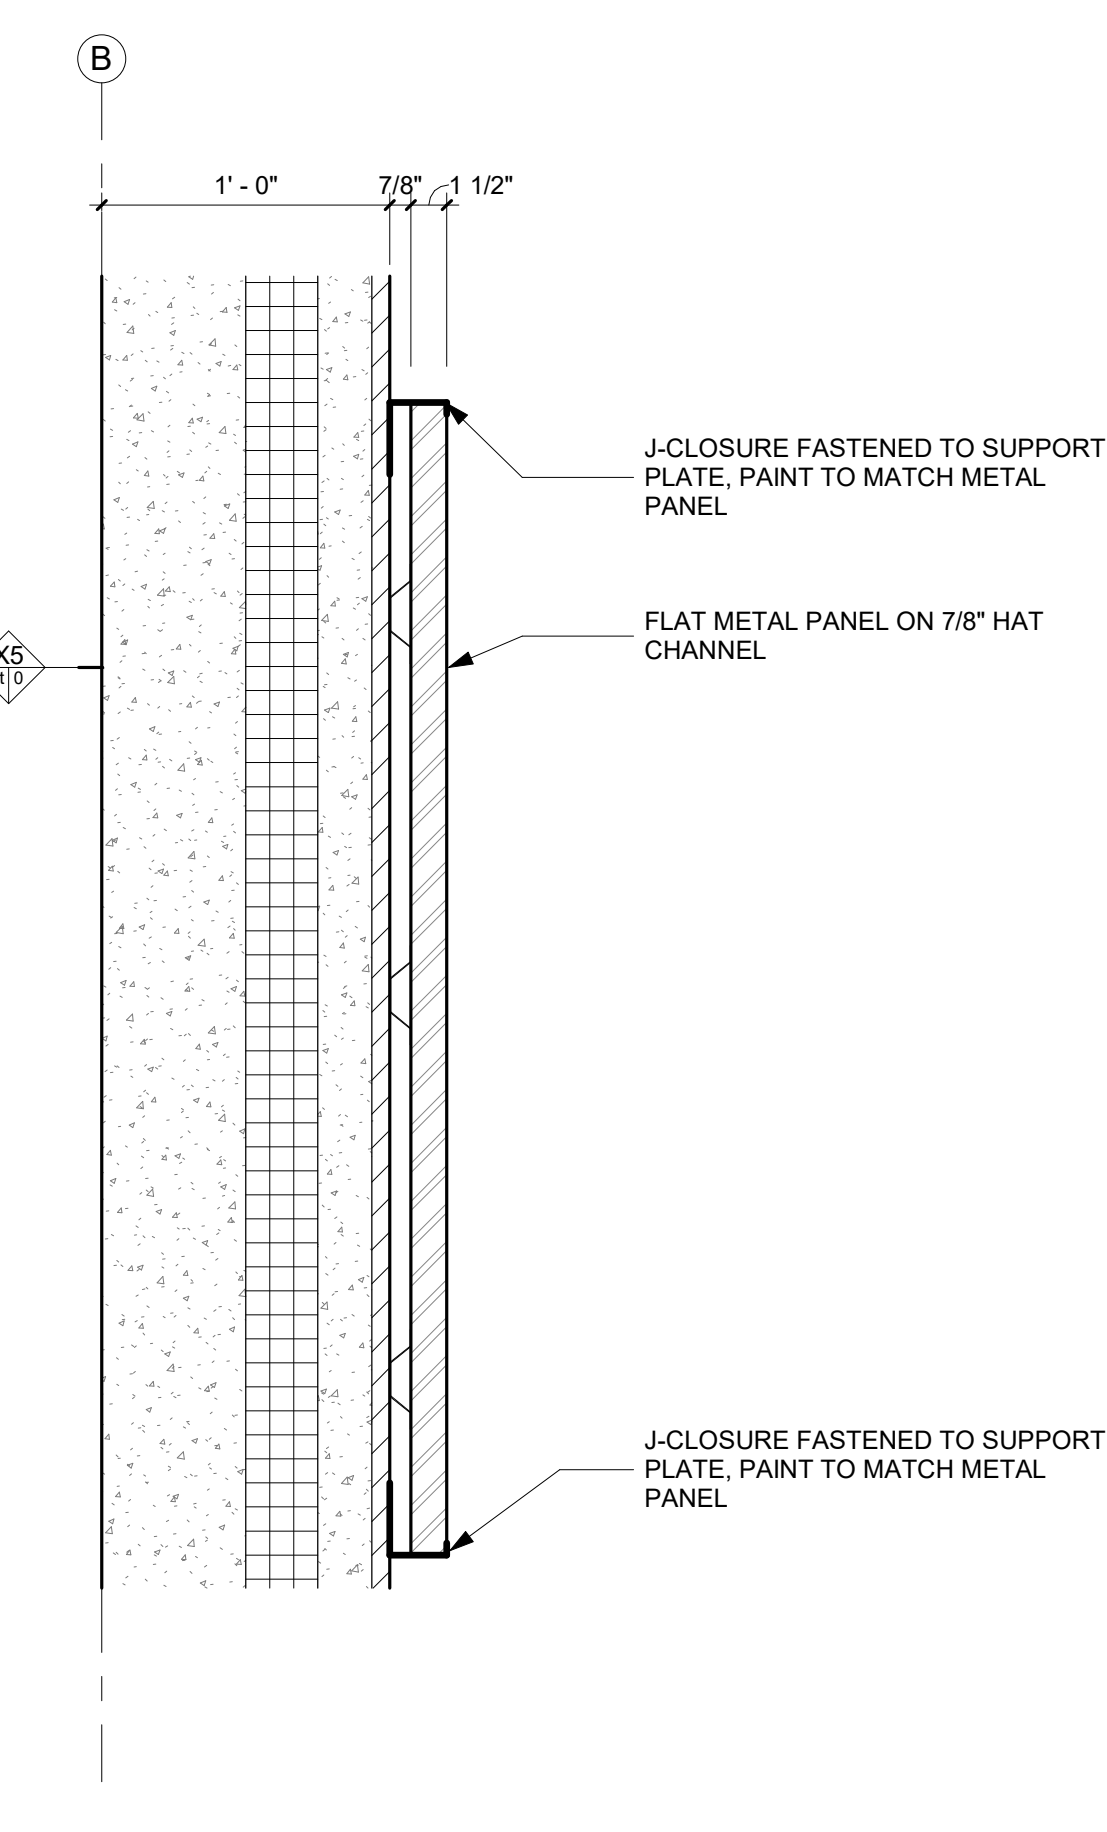 B
1' - 0" 7/8" 1 1/2"
J-CLOSURE FASTENED TO SUPPORT
PLATE, PAINT TO MATCH METAL
PANEL
FLAT METAL PANEL ON 7/8" HAT
CHANNEL
X5
t 0
J-CLOSURE FASTENED TO SUPPORT
PLATE, PAINT TO MATCH METAL
PANEL